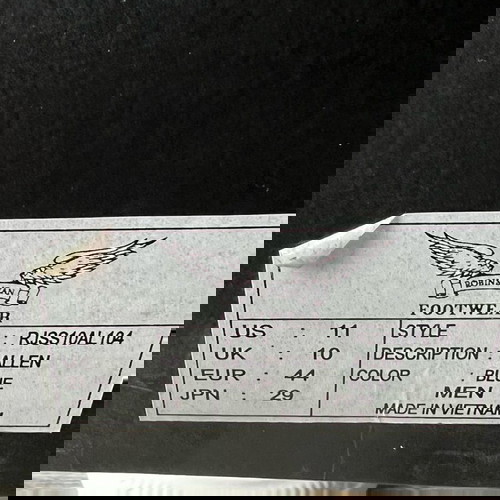 ROBIN
FOOTWEAR
US : 11 STYLE : RJSS10AL104
UK : 10 DESCRIPTION : ALLEN
EUR : 44 COLOR : BLUE
JPN : 29 MEN
MADE IN VIETNAM